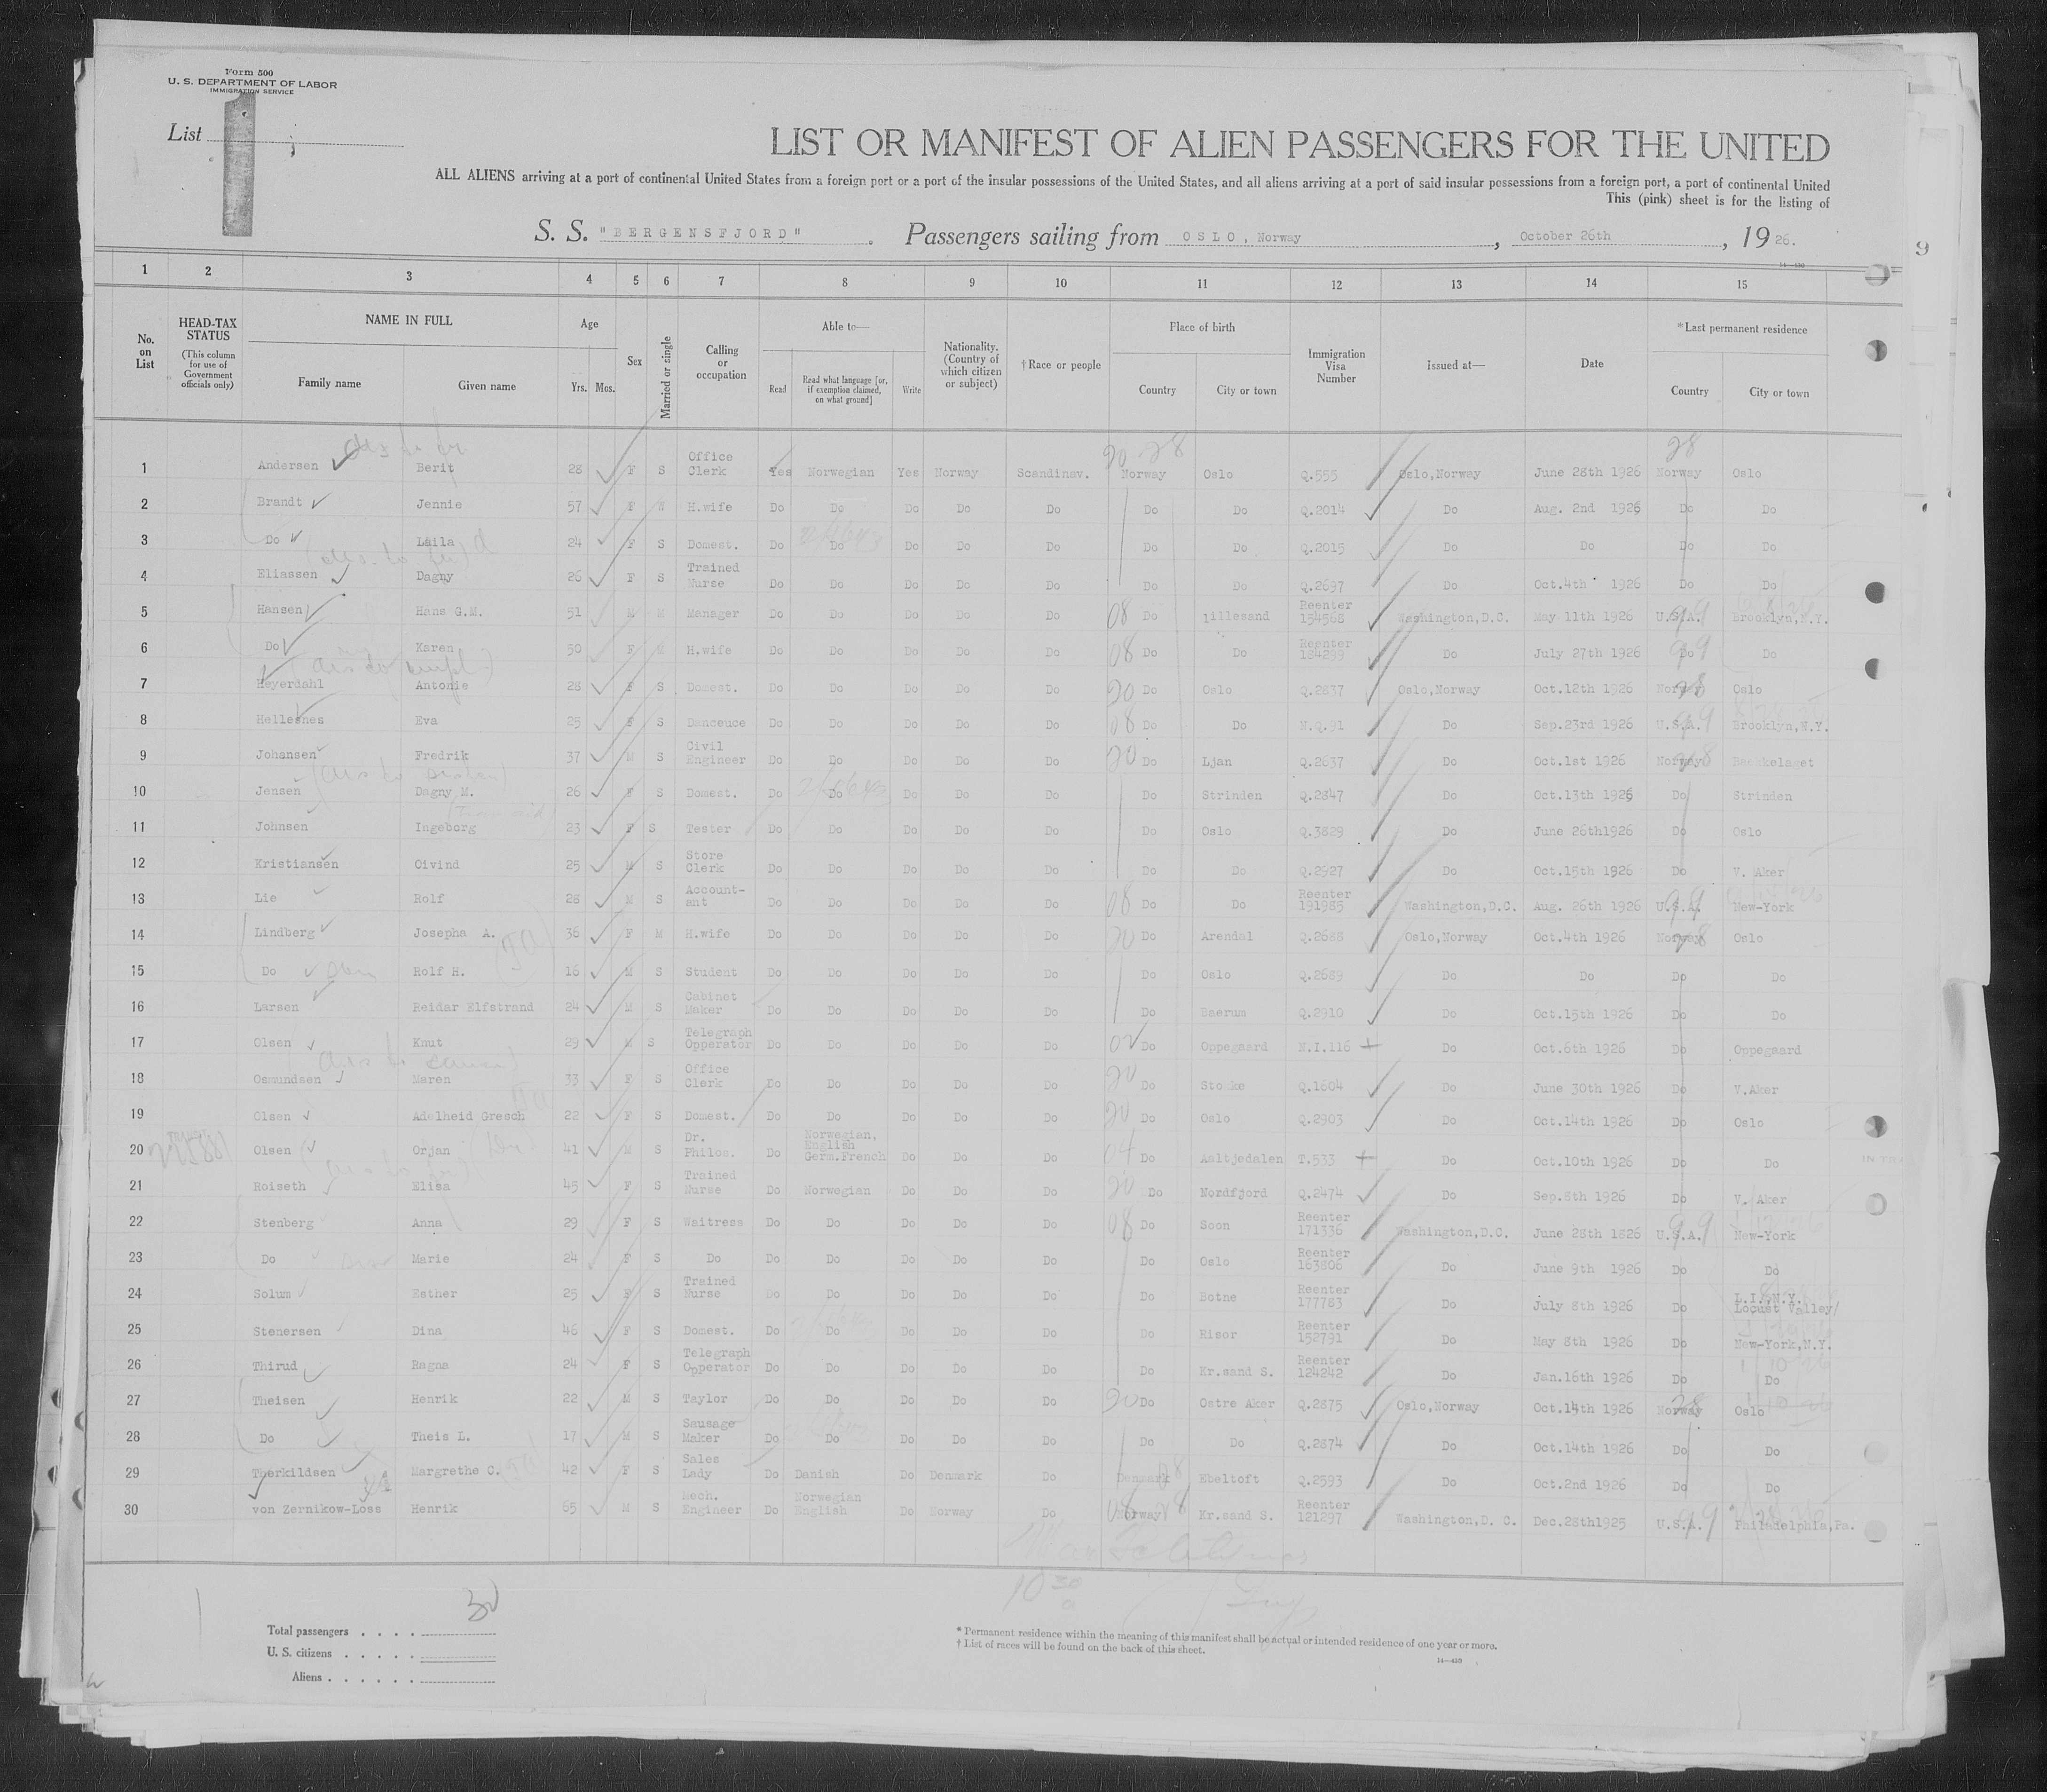 Form 500
U. S. DEPARTMENT OF LABOR
IMMIGRATION SERVICE
List
LIST OR MANIFEST OF ALIEN PASSENGERS FOR THE UNITED
ALL ALIENS arriving at a port of continental United States from a foreign port or a port of the insular possessions of the United States, and all aliens arriving at a port of said insular possessions from a foreign port, a port of continental United
This (pink) sheet is for the listing of
S. S. "BERGENSFJORD". Passengers sailing from OSLO, Norway, October 26th, 1926.
9
1 2 3 4 5 6 7 8 9 10 11 12 13 14 15
No. on List HEAD-TAX STATUS (This column for use of Government officials only) NAME IN FULL Family name Given name Age Yrs. Mos. Sex Married or single Calling or occupation Able to— Read Read what language [or, if exemption claimed, on what ground] Write Nationality. (Country of which citizen or subject) †Race or people Place of birth Country City or town Immigration Visa Number Issued at— Date *Last permanent residence Country City or town
1 Andersen Berit 28 F S Office Clerk Yes Norwegian Yes Norway Scandinav. Norway Oslo Q.555 Oslo,Norway June 28th 1926 Norway Oslo
2 Brandt Jennie 57 F W H.wife Do Do Do Do Do Do Do Q.2014 Do Aug. 2nd 1926 Do Do
3 Do Laila 24 F S Domest. Do Do Do Do Do Do Do Q.2015 Do Do Do Do
4 Eliassen Dagny 26 F S Trained Nurse Do Do Do Do Do Do Do Q.2697 Do Oct.4th 1926 Do Do
5 Hansen Hans G.M. 51 M M Manager Do Do Do Do Do 08 Do Lillesand Reenter 154568 Washington,D.C. May 11th 1926 U.S.A. Brooklyn,N.Y.
6 Do Karen 50 F M H.wife Do Do Do Do Do 08 Do Do Reenter 184293 Do July 27th 1926 Do Do
7 Heyerdahl Antonie 28 F S Domest. Do Do Do Do Do 20 Do Oslo Q.2837 Oslo,Norway Oct.12th 1926 Norway Oslo
8 Hellesnes Eva 25 F S Danceuce Do Do Do Do Do 08 Do Do N.Q.91 Do Sep.23rd 1926 U.S.A. Brooklyn,N.Y.
9 Johansen Fredrik 37 M S Civil Engineer Do Do Do Do Do 20 Do Ljan Q.2637 Do Oct.1st 1926 Norway Bækkelaget
10 Jensen Dagny M. 26 F S Domest. Do Do Do Do Do Do Strinden Q.2847 Do Oct.13th 1926 Do Strinden
11 Johnsen Ingeborg 23 F S Tester Do Do Do Do Do Do Oslo Q.3829 Do June 26th1926 Do Oslo
12 Kristiansen Oivind 25 M S Store Clerk Do Do Do Do Do Do Do Q.2927 Do Oct.15th 1926 Do V. Aker
13 Lie Rolf 28 M S Account-ant Do Do Do Do Do 08 Do Do Reenter 191985 Washington,D.C. Aug. 26th 1926 U.S.A. New-York
14 Lindberg Josepha A. 36 F M H.wife Do Do Do Do Do 20 Do Arendal Q.2688 Oslo,Norway Oct.4th 1926 Norway Oslo
15 Do Rolf H. 16 M S Student Do Do Do Do Do Do Oslo Q.2689 Do Do Do Do
16 Larsen Reidar Elfstrand 24 M S Cabinet Maker Do Do Do Do Do Do Baerum Q.2910 Do Oct.15th 1926 Do Do
17 Olsen Knut 29 M S Telegraph Opperator Do Do Do Do Do Do Oppegaard N.I.116 Do Oct.6th 1926 Do Oppegaard
18 Osmundsen Maren 33 F S Office Clerk Do Do Do Do Do 20 Do Stokke Q.1604 Do June 30th 1926 Do V.Aker
19 Olsen Adelheid Gresch 22 F S Domest. Do Do Do Do Do 20 Do Oslo Q.2903 Do Oct.14th 1926 Do Oslo
20 Olsen Orjan 41 M S Dr. Philos. Do Norwegian, English Germ.French Do Do Do 04 Do Aaltjedalen T.533 Do Oct.10th 1926 Do Do
21 Roiseth Elisa 45 F S Trained Nurse Do Norwegian Do Do Do 20 Do Nordfjord Q.2474 Do Sep.8th 1926 Do V. Aker
22 Stenberg Anna 29 F S Waitress Do Do Do Do Do 08 Do Soon Reenter 171336 Washington,D.C. June 28th 1826 U.S.A. New-York
23 Do Marie 24 F S Do Do Do Do Do Do Do Oslo Reenter 163806 Do June 9th 1926 Do Do
24 Solum Esther 25 F S Trained Nurse Do Do Do Do Do Do Botne Reenter 177783 Do July 8th 1926 Do L.I.,N.Y. Locust Valley/
25 Stenersen Dina 46 F S Domest. Do Do Do Do Do Do Risor Reenter 152791 Do May 8th 1926 Do New-York,N.Y.
26 Thirud Ragna 24 F S Telegraph Opperator Do Do Do Do Do Do Kr.sand S. Reenter 124242 Do Jan.16th 1926 Do Do
27 Theisen Henrik 22 M S Taylor Do Do Do Do Do 20 Do Ostre Aker Q.2875 Oslo,Norway Oct.14th 1926 Norway Oslo
28 Do Theis L. 17 M S Sausage Maker Do Do Do Do Do Do Do Q.2874 Do Oct.14th 1926 Do Do
29 Thorkildsen Margrethe C. 42 F S Sales Lady Do Danish Do Denmark Do Denmark Ebeltoft Q.2593 Do Oct.2nd 1926 Do Do
30 von Zernikow-Loss Henrik 65 M S Mech. Engineer Do Norwegian English Do Norway Do Norway Kr.sand S. Reenter 121297 Washington,D. C. Dec.28th1925 U.S.A. Philadelphia,Pa.
Total passengers . . . . 30
U. S. citizens . . . . .
Aliens . . . . . .
* Permanent residence within the meaning of this manifest shall be actual or intended residence of one year or more.
† List of races will be found on the back of this sheet.
14—430